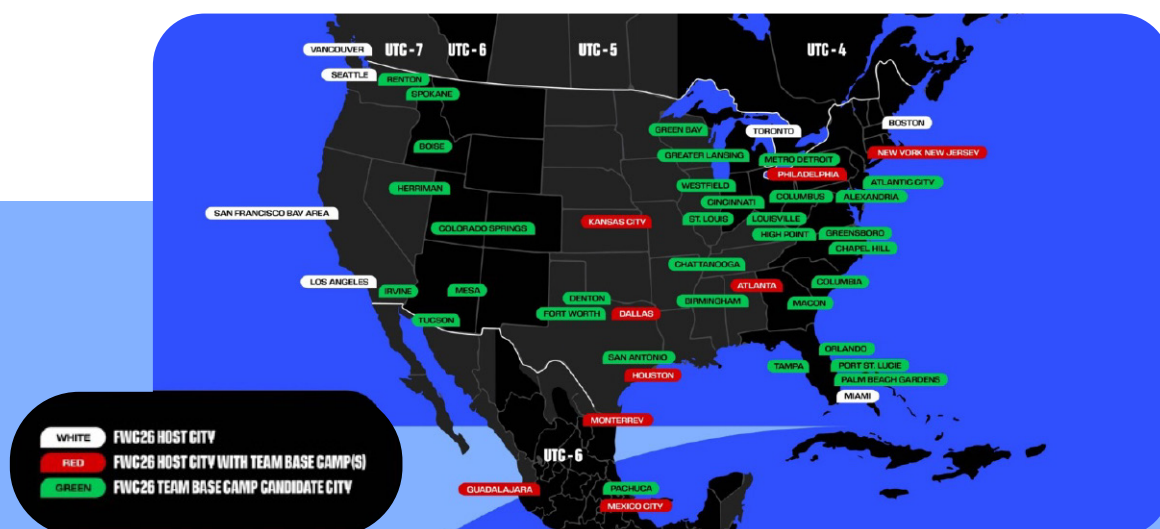 VANCOUVER
UTC - 7
UTC - 6
UTC - 5
UTC - 4
SEATTLE
RENTON
SPOKANE
BOISE
GREEN BAY
TORONTO
BOSTON
GREATER LANSING
METRO DETROIT
NEW YORK NEW JERSEY
PHILADELPHIA
HERRIMAN
WESTFIELD
ATLANTIC CITY
CINCINNATI
COLUMBUS
ALEXANDRIA
SAN FRANCISCO BAY AREA
KANSAS CITY
ST. LOUIS
LOUISVILLE
COLORADO SPRINGS
HIGH POINT
GREENSBORO
CHAPEL HILL
CHATTANOOGA
LOS ANGELES
IRVINE
MESA
ATLANTA
COLUMBIA
DENTON
BIRMINGHAM
MACON
TUCSON
FORT WORTH
DALLAS
ORLANDO
SAN ANTONIO
TAMPA
PORT ST. LUCIE
HOUSTON
PALM BEACH GARDENS
MIAMI
MONTERREY
UTC - 6
GUADALAJARA
PACHUCA
MEXICO CITY
WHITE FWC26 HOST CITY
RED FWC26 HOST CITY WITH TEAM BASE CAMP(S)
GREEN FWC26 TEAM BASE CAMP CANDIDATE CITY